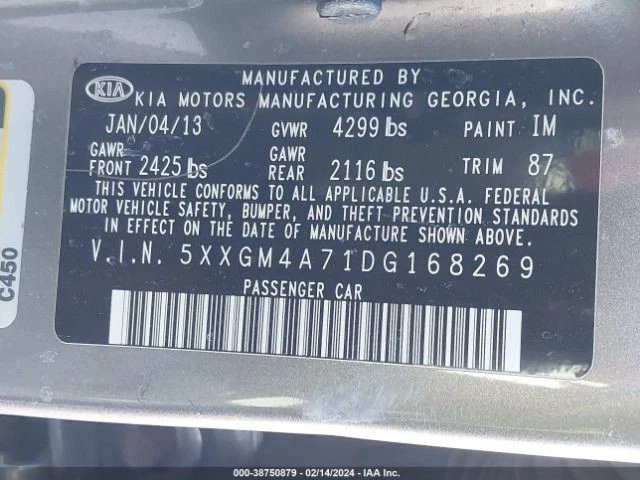 MANUFACTURED BY
KIA KIA MOTORS MANUFACTURING GEORGIA, INC.
JAN/04/13 GVWR 4299 lbs PAINT IM
GAWR FRONT 2425 lbs GAWR REAR 2116 lbs TRIM 87
THIS VEHICLE CONFORMS TO ALL APPLICABLE U.S.A. FEDERAL
MOTOR VEHICLE SAFETY, BUMPER, AND THEFT PREVENTION STANDARDS
IN EFFECT ON THE DATE OF MANUFACTURE SHOWN ABOVE.
V.I.N. 5XXGM4A71DG168269
PASSENGER CAR
C450
000-38750879 - 02/14/2024 - IAA Inc.